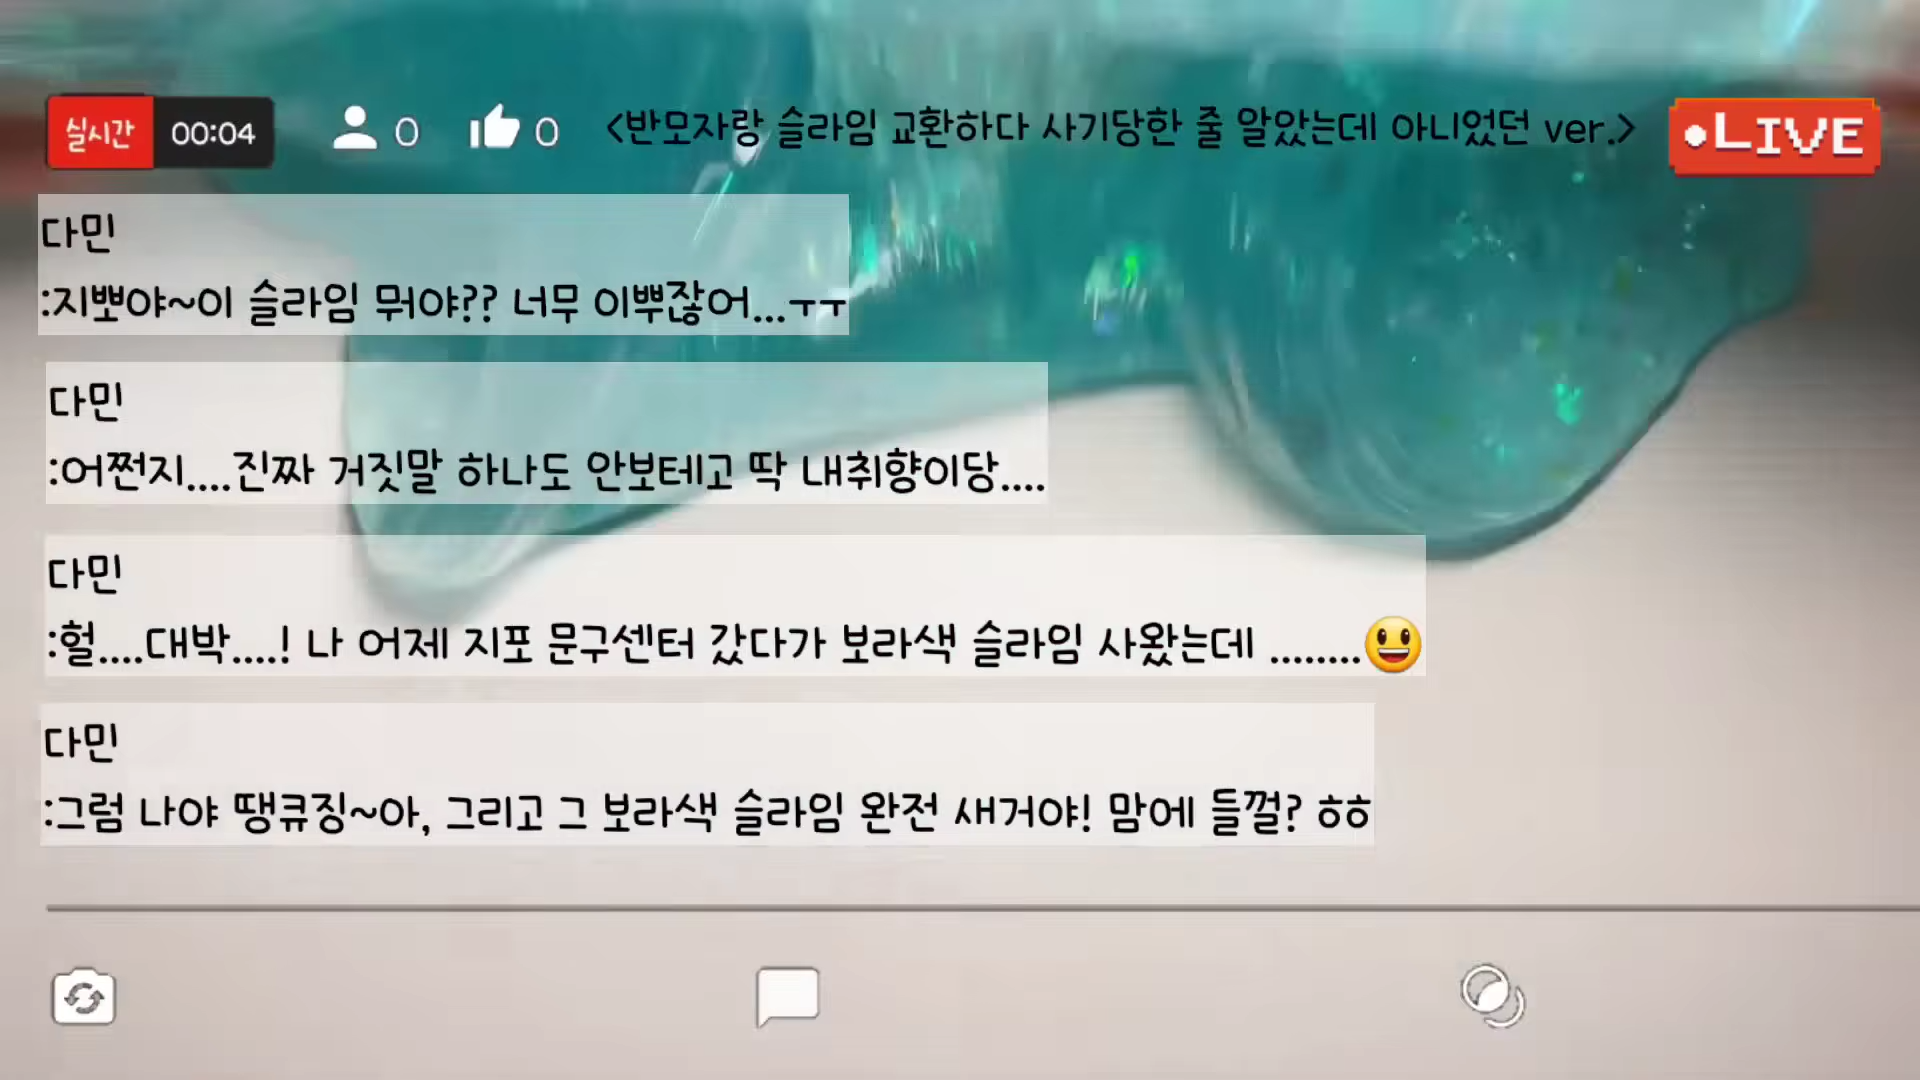 실시간 00:04 0 0 <반모자랑 슬라임 교환하다 사기당한 줄 알았는데 아니었던 ver.> LIVE
다민
:지뽀야~이 슬라임 뭐야?? 너무 이쁘잖어...ㅜㅜ
다민
:어쩐지....진짜 거짓말 하나도 안보테고 딱 내취향이당....
다민
:헐....대박....! 나 어제 지포 문구센터 갔다가 보라색 슬라임 사왔는데 ........😃
다민
:그럼 나야 땡큐징~아, 그리고 그 보라색 슬라임 완전 새거야! 맘에 들껄? ㅎㅎ